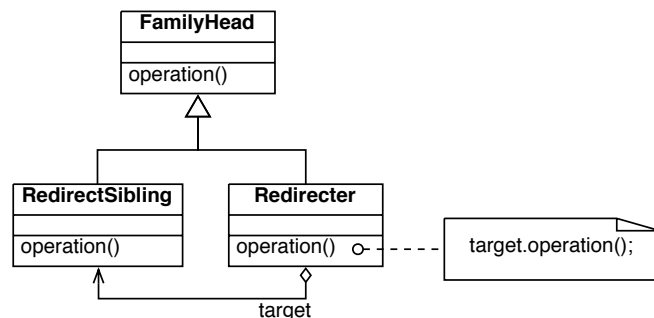 FamilyHead
operation()
RedirectSibling
Redirecter
operation()
operation()
target.operation();
target